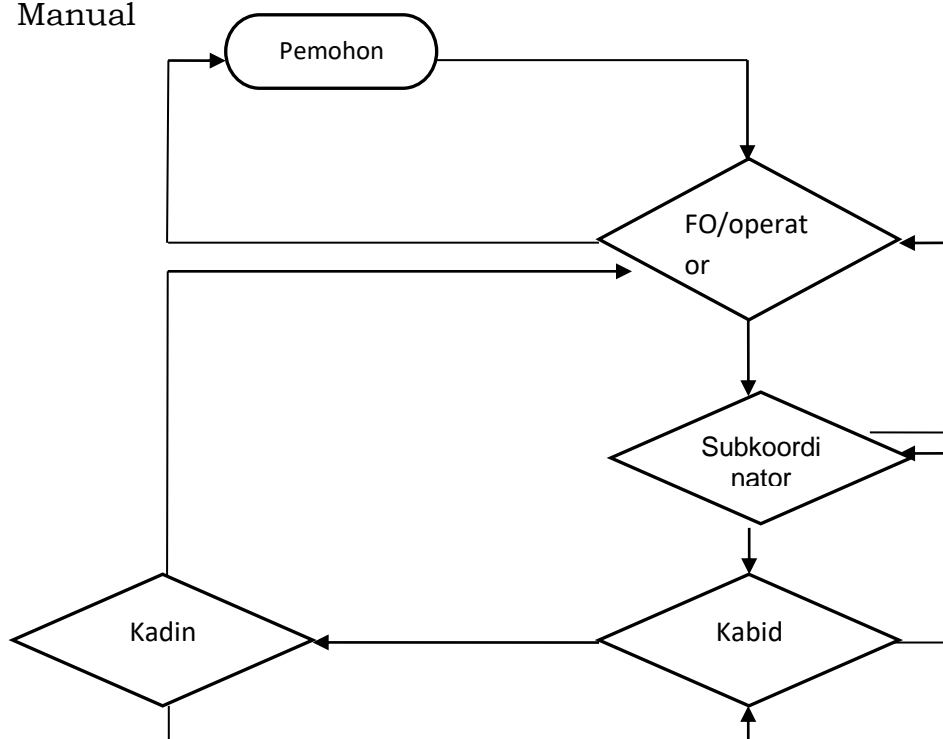 Manual
Pemohon
FO/operat
or
Subkoordi
nator
Kadin
Kabid